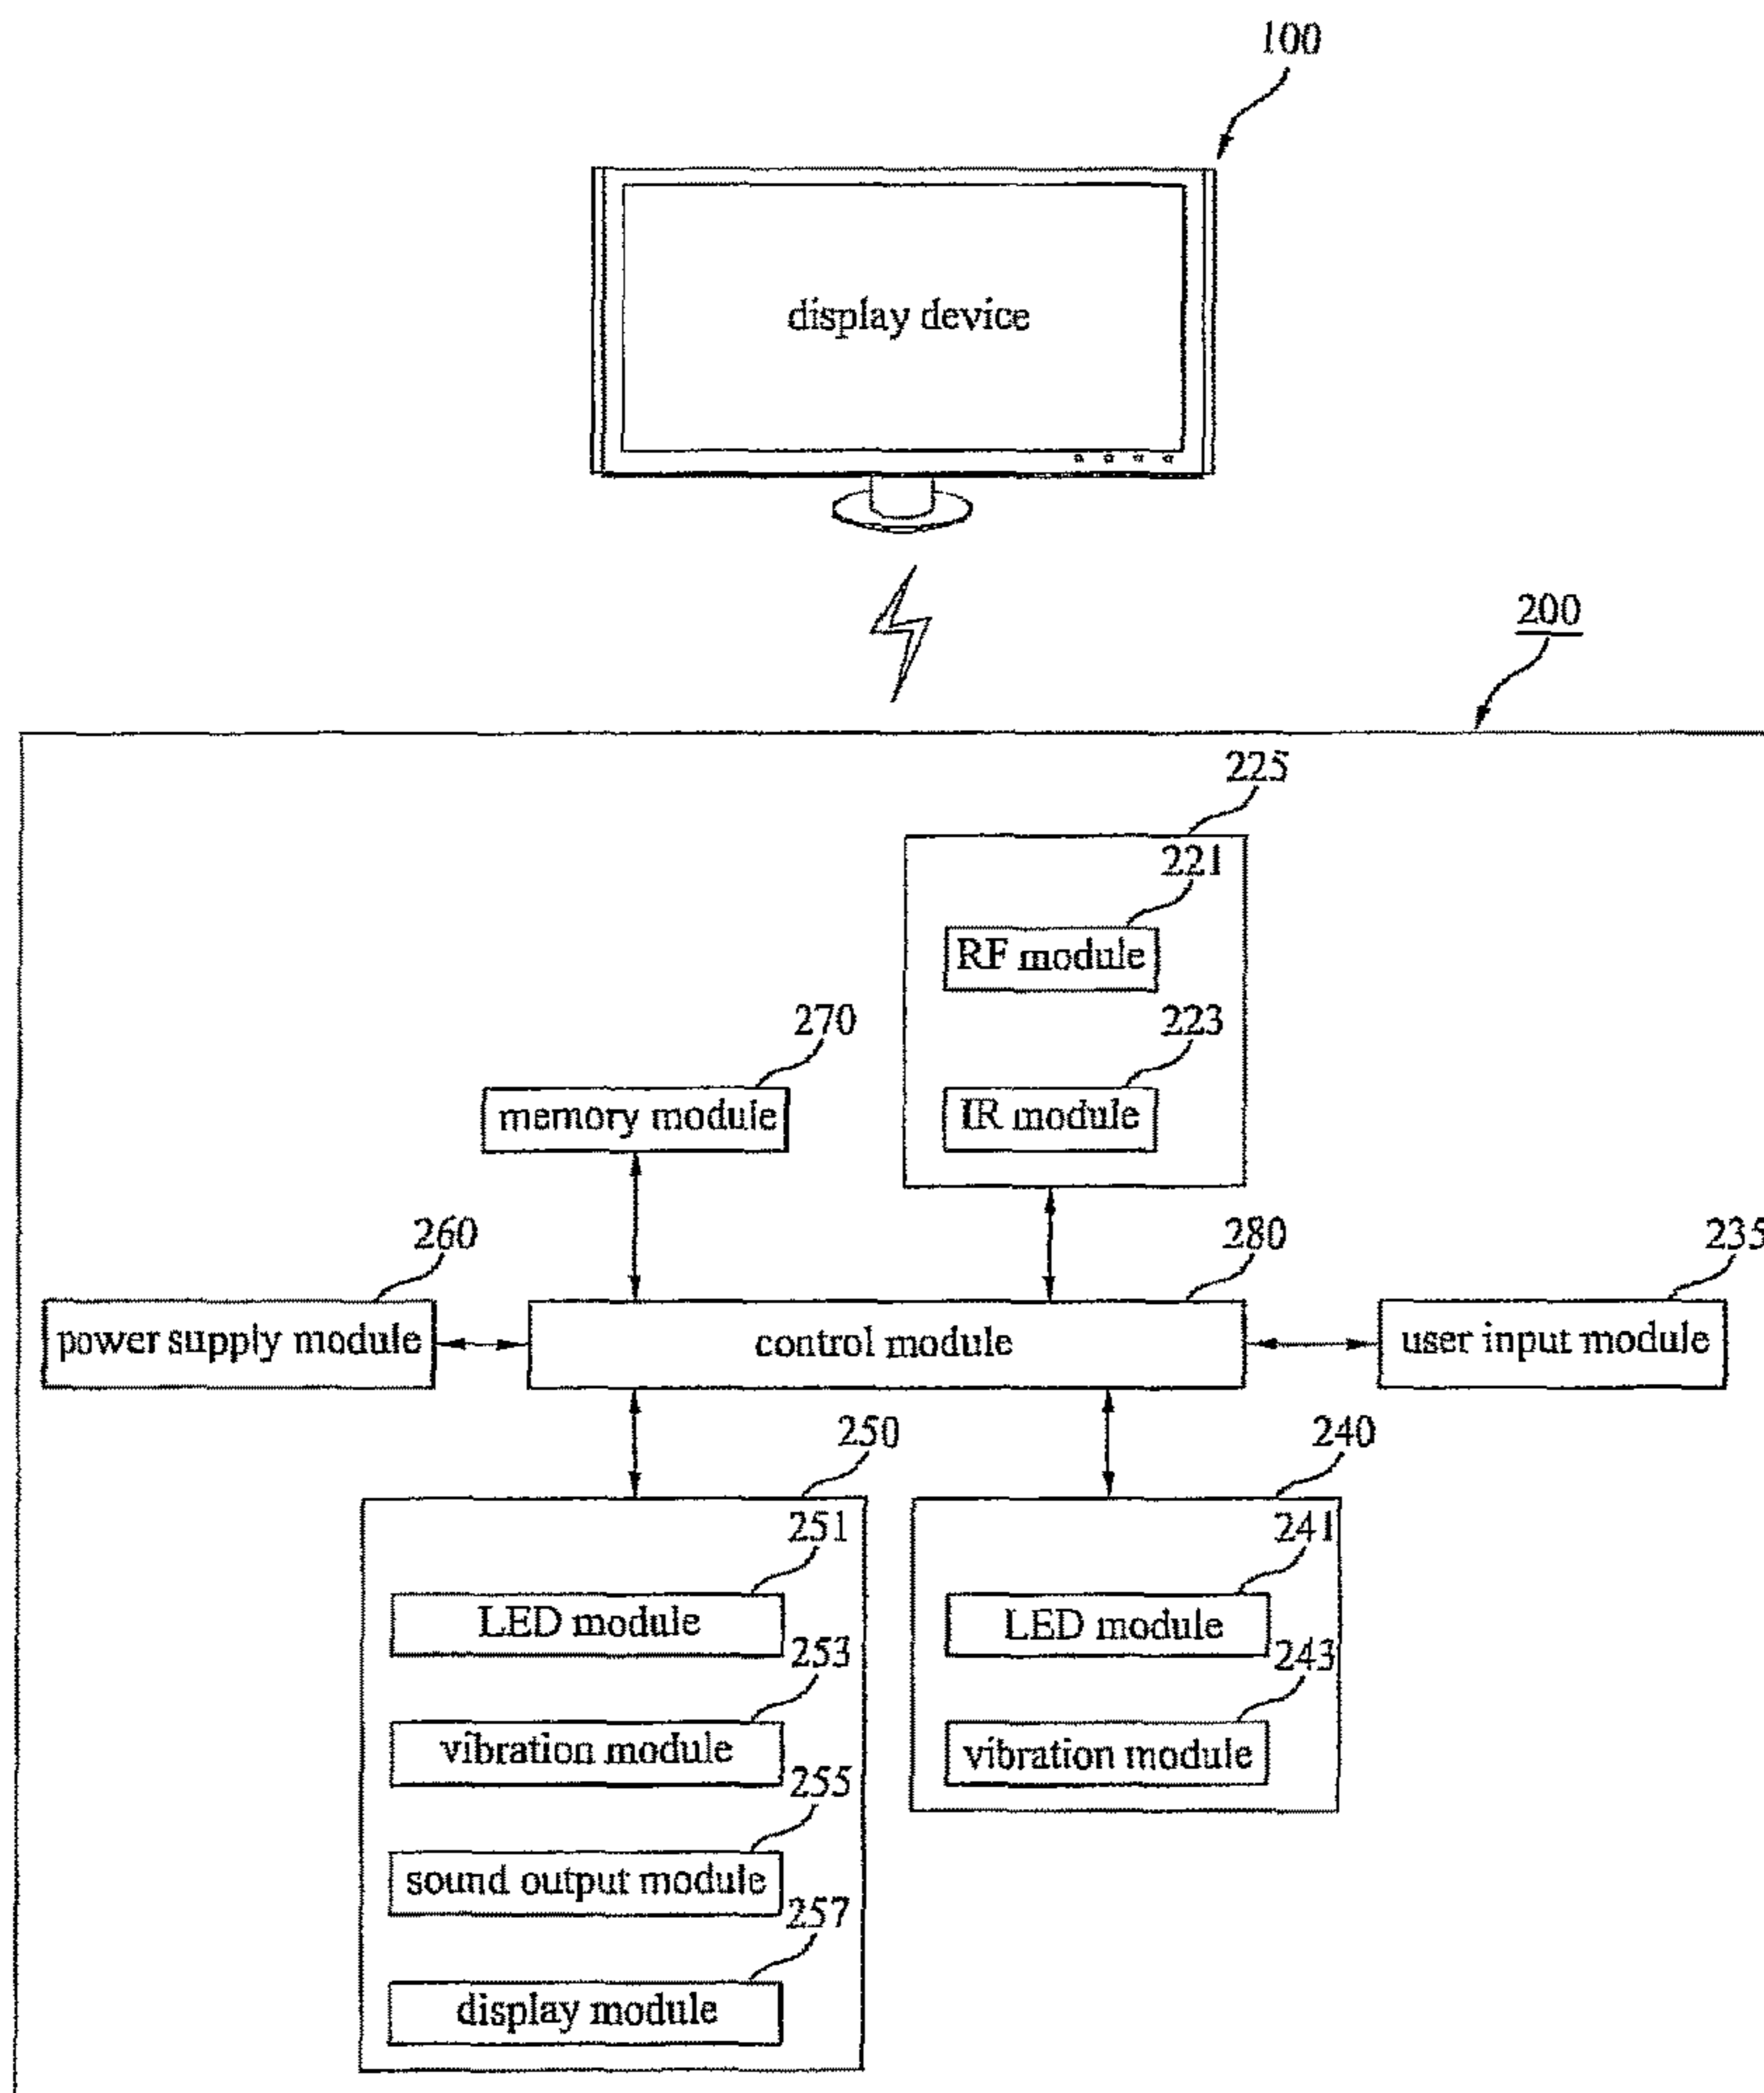 100
display device
200
225
221
RF module
270
223
memory module
IR module
260
280
235
power supply module
control module
user input module
250
240
251
241
LED module
LED module
253
243
vibration module
vibration module
255
sound output module
257
display module